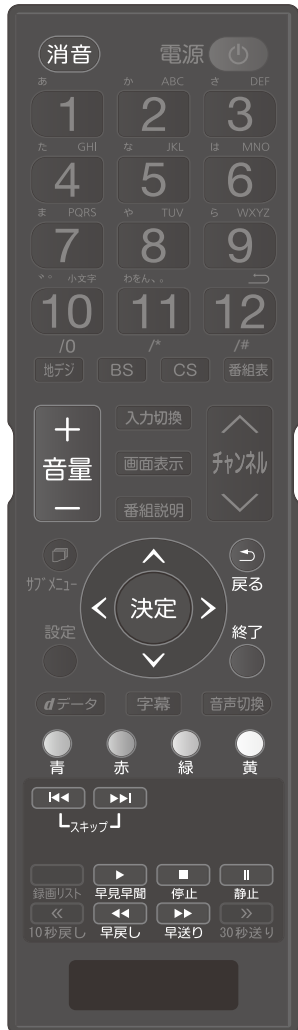 消音 電源
あ か ABC さ DEF
1 2 3
た GHI な JKL は MNO
4 5 6
ま PQRS や TUV ら WXYZ
7 8 9
゛゜ 小文字 わをん、。
10 11 12
/0 /* /#
地デジ BS CS 番組表
+ 入力切換
音量 画面表示 チャンネル
− 番組説明
サブメニュー 戻る
決定
設定 終了
dデータ 字幕 音声切換
青 赤 緑 黄
スキップ
録画リスト 早見早聞 停止 静止
10秒戻し 早戻し 早送り 30秒送り